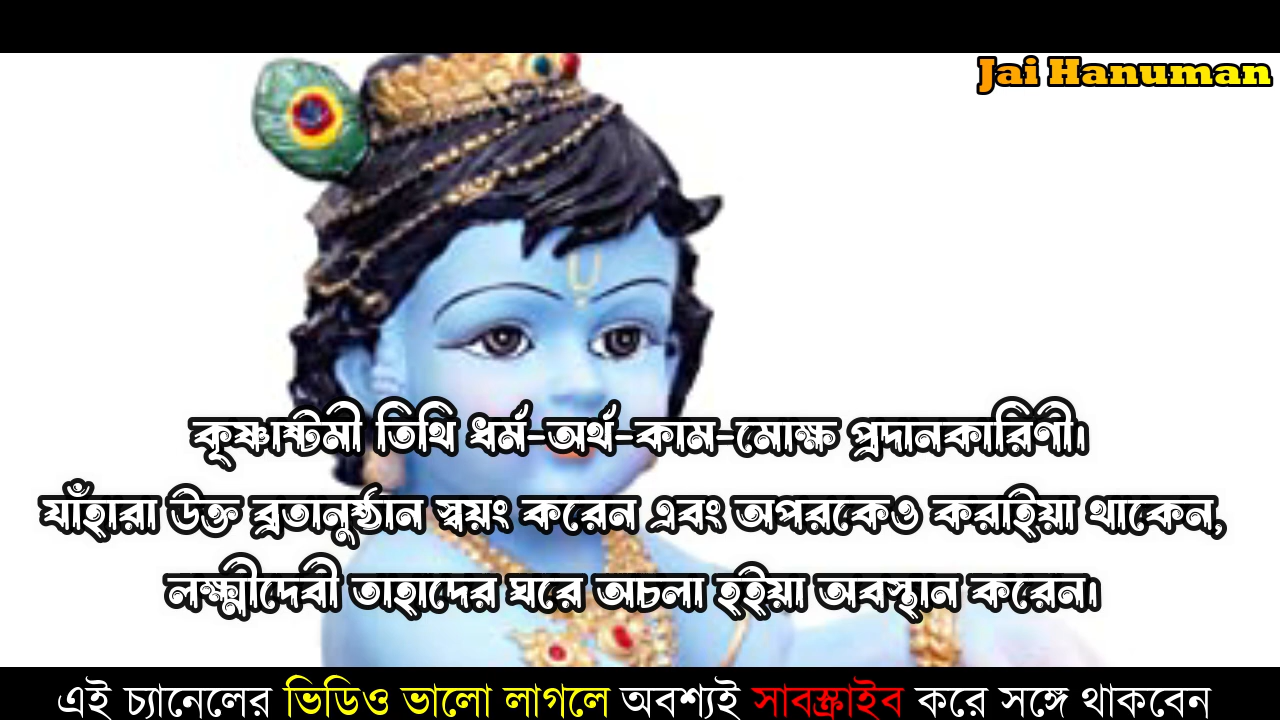 Jai Hanuman
কৃষ্ণাষ্টমী তিথি ধর্ম-অর্থ-কাম-মোক্ষ প্রদানকারিণী।
যাঁহারা উক্ত ব্রতানুষ্ঠান স্বয়ং করেন এবং অপরকেও করাইয়া থাকেন,
লক্ষ্মীদেবী তাহাদের ঘরে অচলা হইয়া অবস্থান করেন।
এই চ্যানেলের ভিডিও ভালো লাগলে অবশ্যই সাবস্ক্রাইব করে সঙ্গে থাকবেন